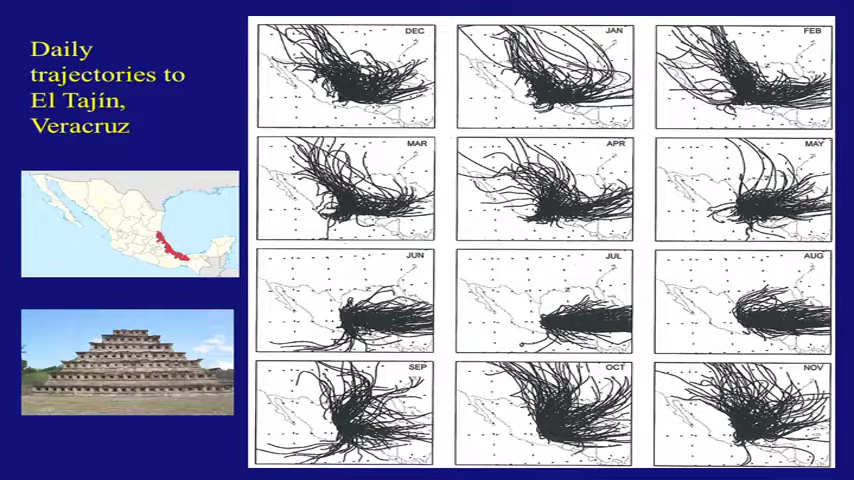 Daily
trajectories to
El Tajín,
Veracruz
DEC
JAN
FEB
MAR
APR
MAY
JUN
JUL
AUG
SEP
OCT
NOV